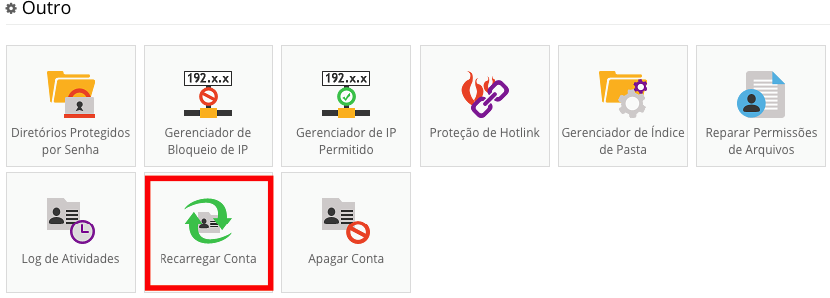 Outro
192.x.x
192.x.x
Diretórios Protegidos
por Senha
Gerenciador de
Bloqueio de IP
Gerenciador de IP
Permitido
Proteção de Hotlink
Gerenciador de Índice
de Pasta
Reparar Permissões
de Arquivos
Log de Atividades
Recarregar Conta
Apagar Conta